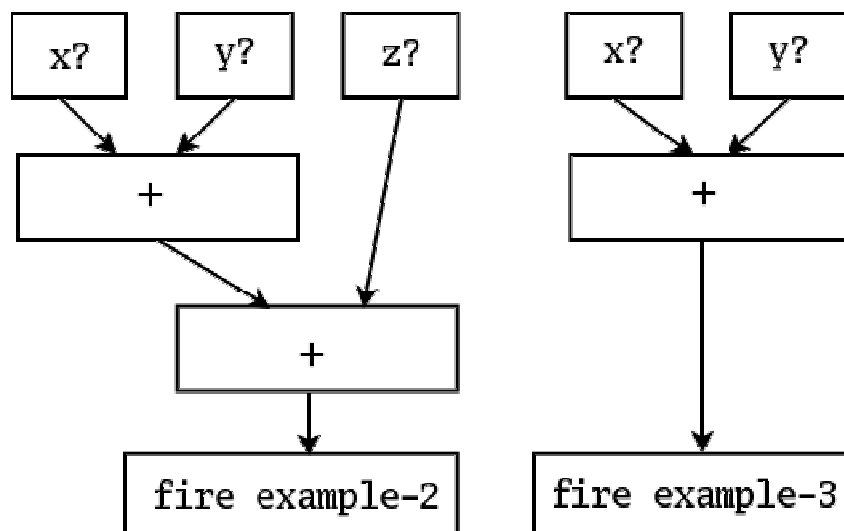 x? y? z? x? y?
+ +
+
fire example-2 fire example-3